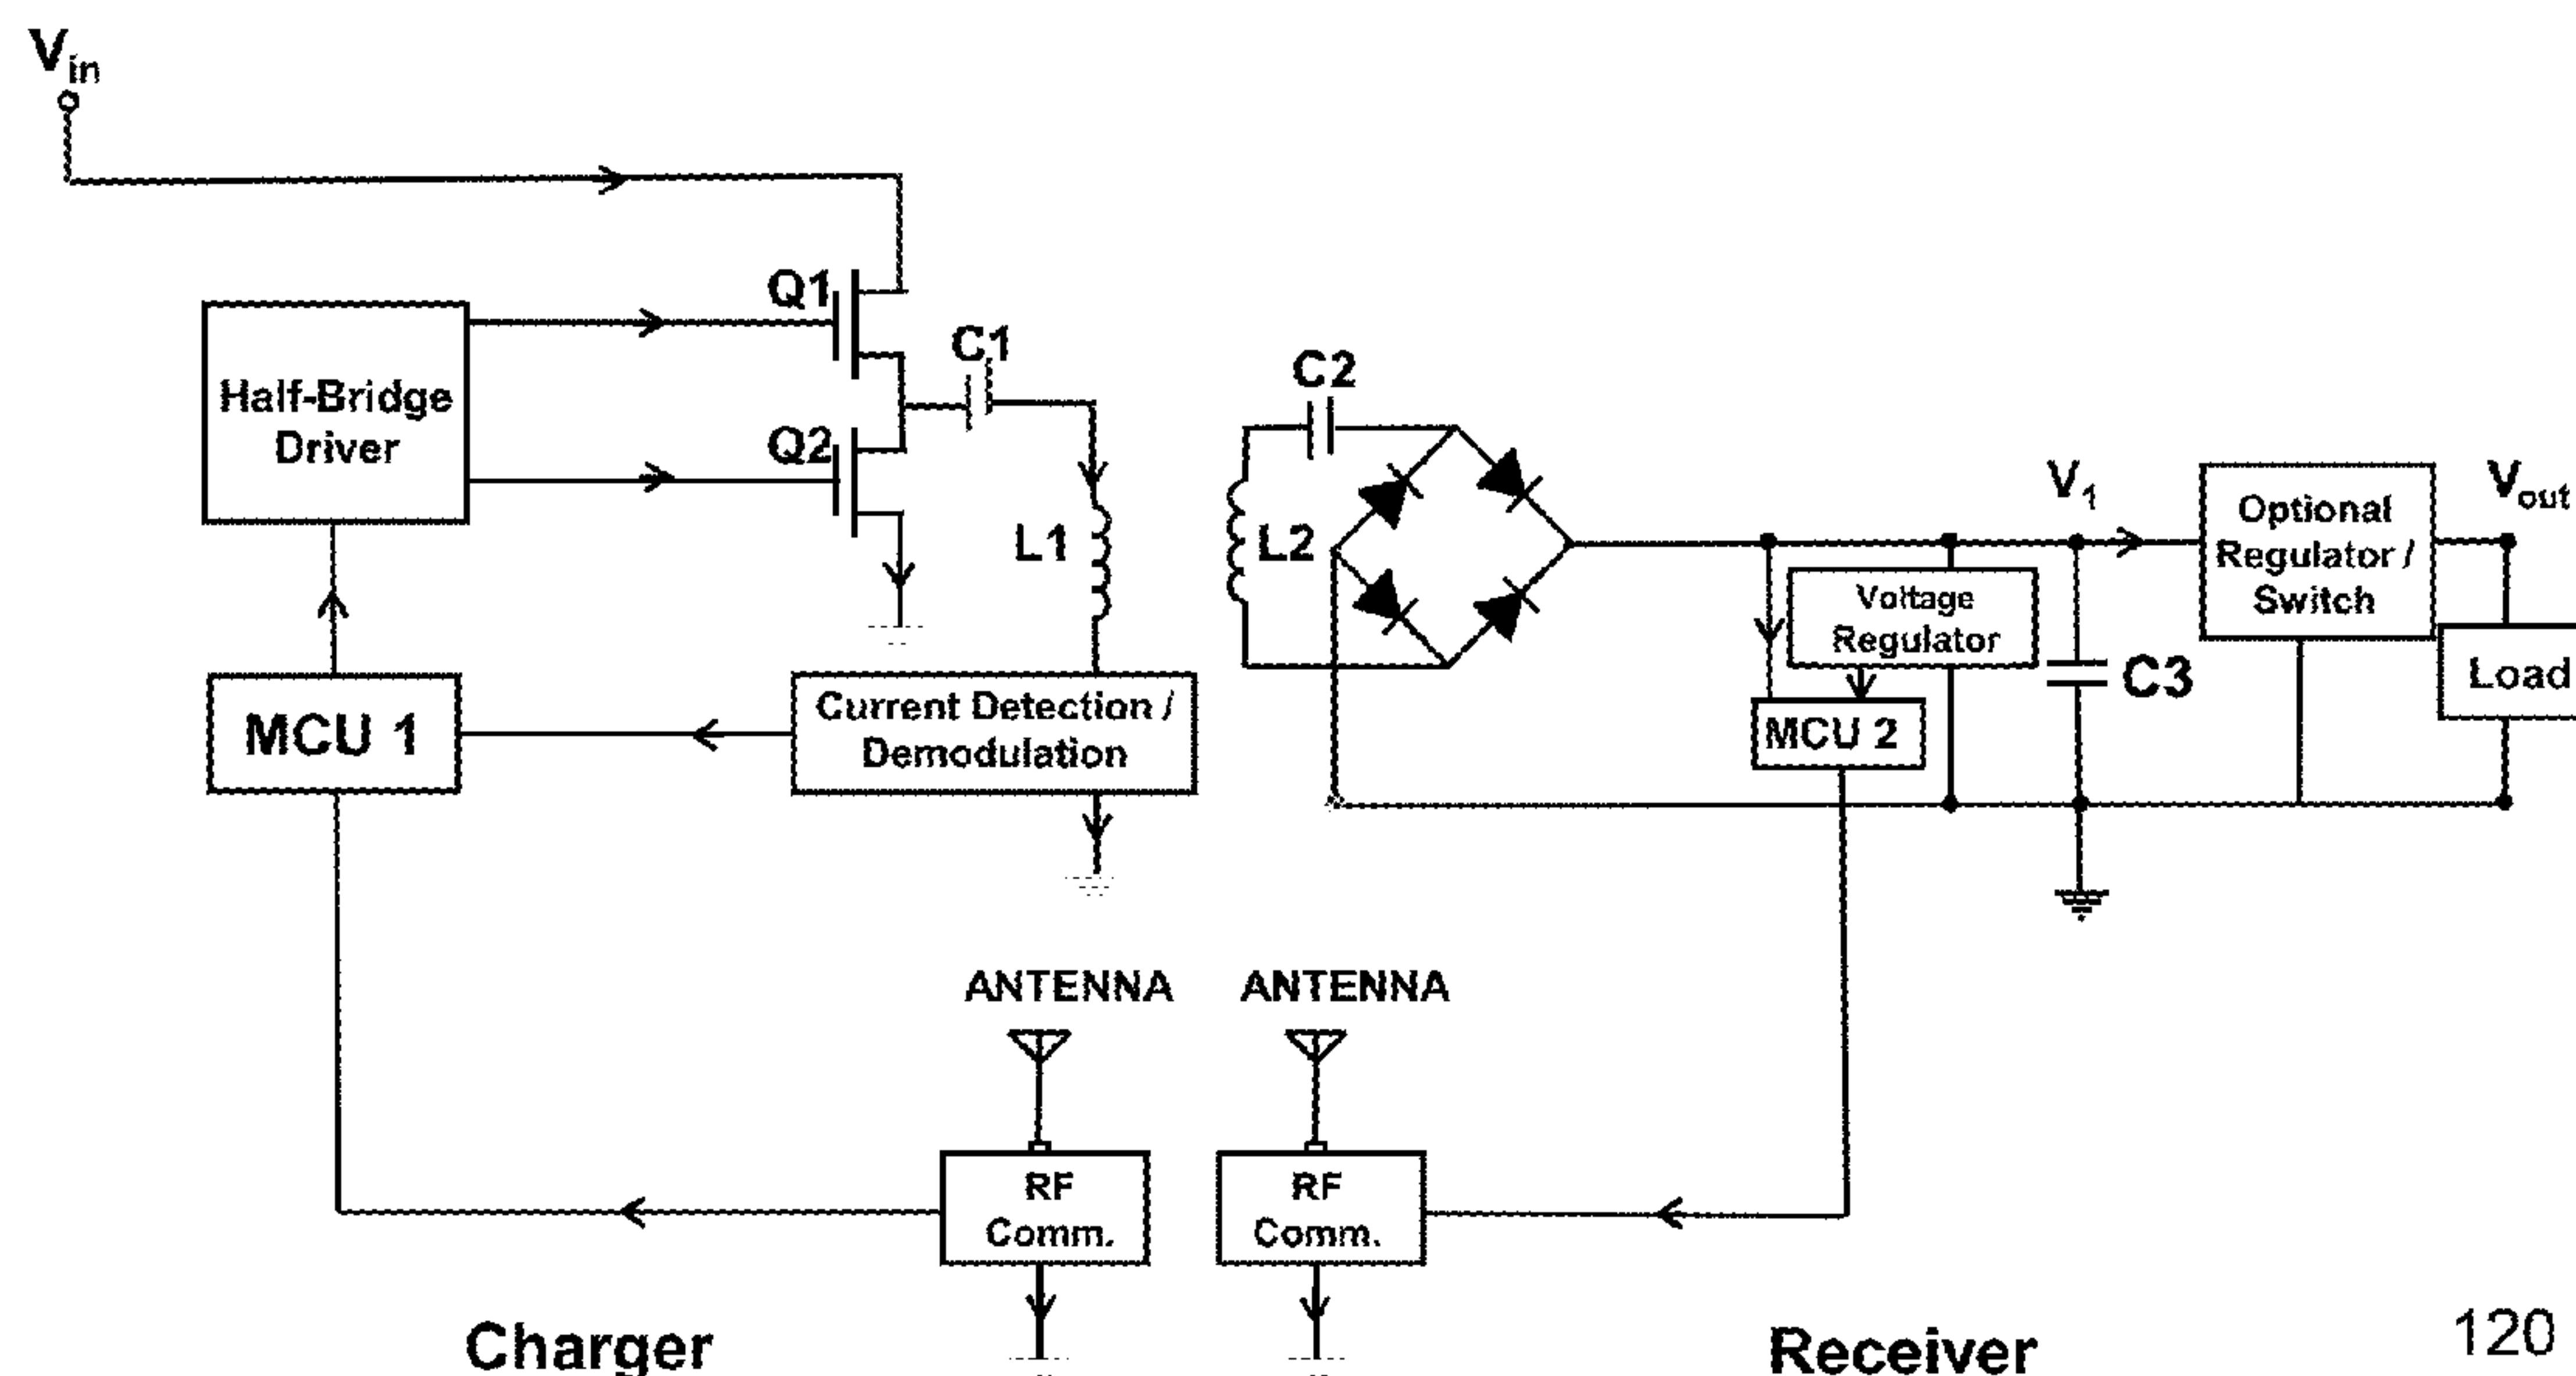 Vin
Q1
Half-Bridge
Driver
Q2
C1
L1
MCU 1
Current Detection /
Demodulation
C2
L2
V1
Optional
Regulator /
Switch
Vout
Voltage
Regulator
MCU 2
C3
Load
ANTENNA
ANTENNA
RF
Comm.
RF
Comm.
Charger
Receiver
120